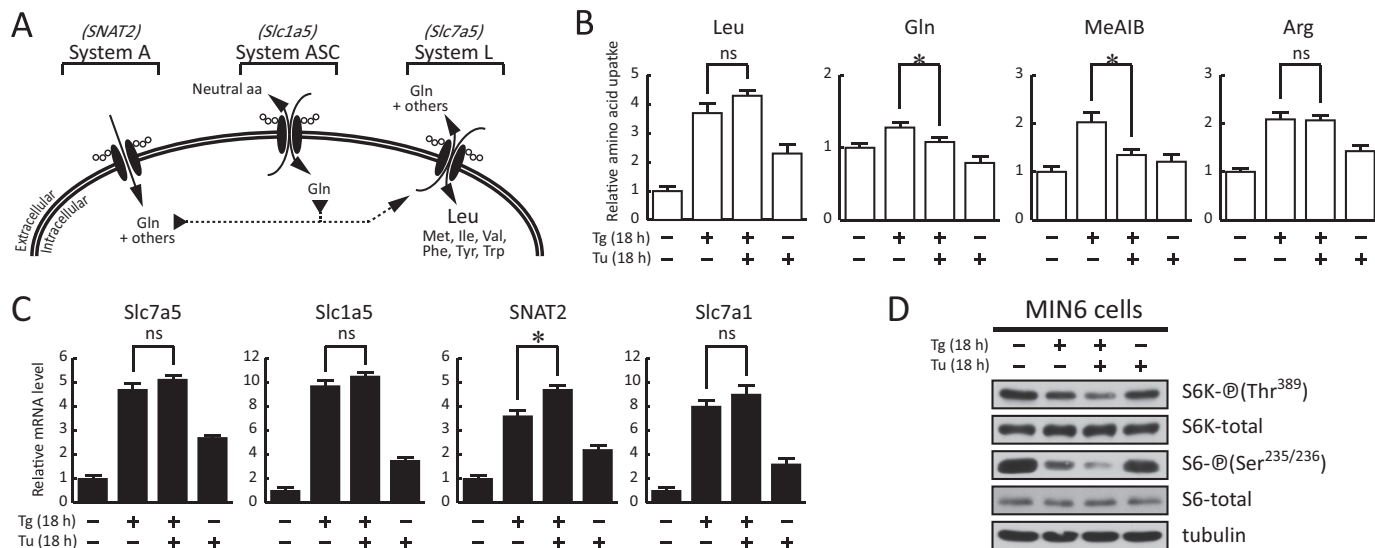 A
(SNAT2) (Slc1a5) (Slc7a5)
System A System ASC System L
Neutral aa
Gln
+ others
Gln
Gln
+ others
Leu
Met, Ile, Val,
Phe, Tyr, Trp
Extracellular
Intracellular
B
Leu Gln MeAIB Arg
ns * * ns
Relative amino acid upatke
5
4
3
2
1
0
2
1
0
3
2
1
0
3
2
1
0
Tg (18 h) − + + − − + + − − + + − − + + −
Tu (18 h) − − + + − − + + − − + + − − + +
C
Slc7a5 Slc1a5 SNAT2 Slc7a1
ns ns * ns
Relative mRNA level
6
5
4
3
2
1
0
12
10
8
6
4
2
0
6
5
4
3
2
1
0
12
10
8
6
4
2
0
Tg (18 h) − + + − − + + − − + + − − + + −
Tu (18 h) − − + + − − + + − − + + − − + +
D
MIN6 cells
Tg (18 h) − + + −
Tu (18 h) − − + +
S6K-Ⓟ(Thr³⁸⁹)
S6K-total
S6-Ⓟ(Ser²³⁵/²³⁶)
S6-total
tubulin